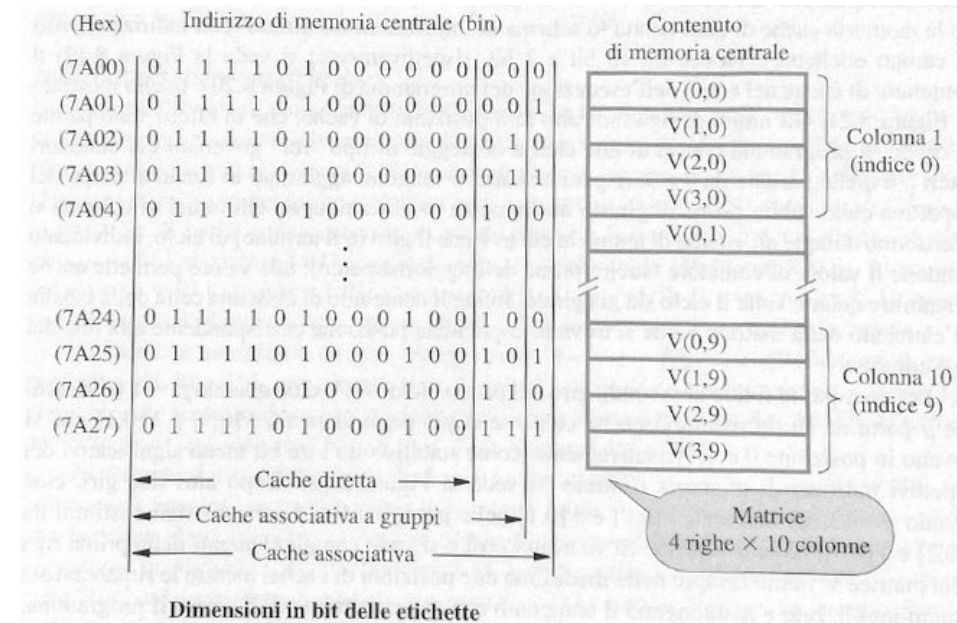 (Hex) Indirizzo di memoria centrale (bin) Contenuto
di memoria centrale
(7A00) 0 1 1 1 1 0 1 0 0 0 0 0 0 0 0 0 V(0,0)
(7A01) 0 1 1 1 1 0 1 0 0 0 0 0 0 0 0 1 V(1,0) Colonna 1
(7A02) 0 1 1 1 1 0 1 0 0 0 0 0 0 0 1 0 V(2,0) (indice 0)
(7A03) 0 1 1 1 1 0 1 0 0 0 0 0 0 0 1 1 V(3,0)
(7A04) 0 1 1 1 1 0 1 0 0 0 0 0 0 1 0 0 V(0,1)
(7A24) 0 1 1 1 1 0 1 0 0 0 1 0 0 1 0 0 V(0,9)
(7A25) 0 1 1 1 1 0 1 0 0 0 1 0 0 1 0 1 V(1,9) Colonna 10
(7A26) 0 1 1 1 1 0 1 0 0 0 1 0 0 1 1 0 V(2,9) (indice 9)
(7A27) 0 1 1 1 1 0 1 0 0 0 1 0 0 1 1 1 V(3,9)
Cache diretta
Cache associativa a gruppi
Cache associativa
Matrice
4 righe × 10 colonne
Dimensioni in bit delle etichette